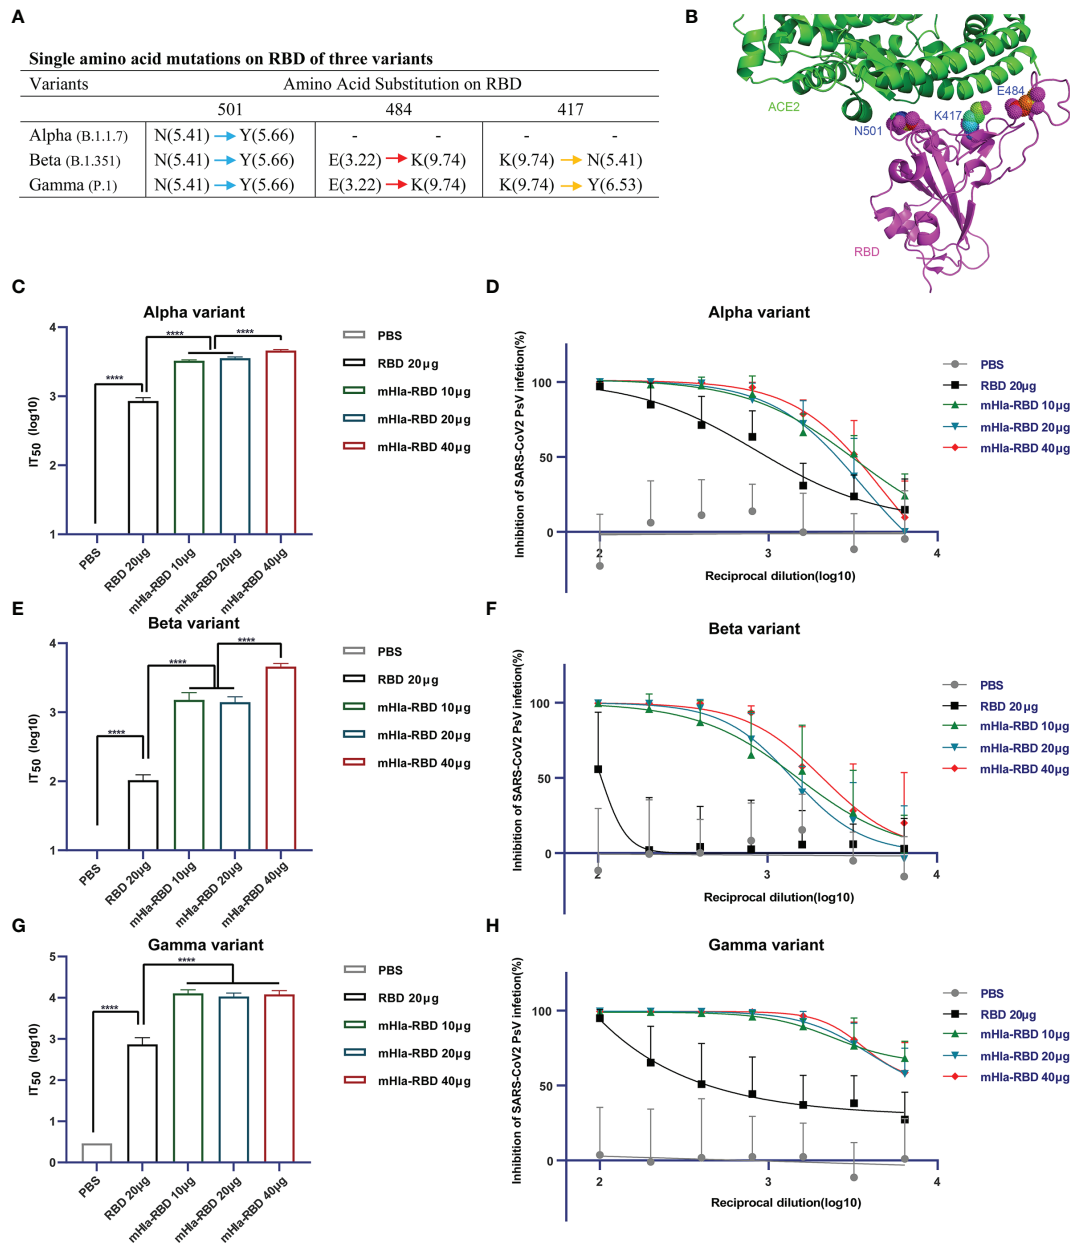 A
Single amino acid mutations on RBD of three variants
Variants Amino Acid Substitution on RBD
501 484 417
Alpha (B.1.1.7) N(5.41) → Y(5.66) - -
Beta (B.1.351) N(5.41) → Y(5.66) E(3.22) → K(9.74) K(9.74) → N(5.41)
Gamma (P.1) N(5.41) → Y(5.66) E(3.22) → K(9.74) K(9.74) → Y(6.53)
B
ACE2
N501
K417
E484
RBD
C
Alpha variant
IT50 (log10)
4
3
2
1
****
****
****
PBS
RBD 20μg
mHla-RBD 10μg
mHla-RBD 20μg
mHla-RBD 40μg
PBS
RBD 20μg
mHla-RBD 10μg
mHla-RBD 20μg
mHla-RBD 40μg
D
Alpha variant
Inhibition of SARS-CoV2 PsV infetion(%)
100
50
0
2
3
4
Reciprocal dilution(log10)
PBS
RBD 20μg
mHla-RBD 10μg
mHla-RBD 20μg
mHla-RBD 40μg
E
Beta variant
IT50 (log10)
4
3
2
1
****
****
****
PBS
RBD 20μg
mHla-RBD 10μg
mHla-RBD 20μg
mHla-RBD 40μg
PBS
RBD 20μg
mHla-RBD 10μg
mHla-RBD 20μg
mHla-RBD 40μg
F
Beta variant
Inhibition of SARS-CoV2 PsV infetion(%)
100
50
0
2
3
4
Reciprocal dilution(log10)
PBS
RBD 20μg
mHla-RBD 10μg
mHla-RBD 20μg
mHla-RBD 40μg
G
Gamma variant
IT50 (log10)
5
4
3
2
1
0
****
****
PBS
RBD 20μg
mHla-RBD 10μg
mHla-RBD 20μg
mHla-RBD 40μg
PBS
RBD 20μg
mHla-RBD 10μg
mHla-RBD 20μg
mHla-RBD 40μg
H
Gamma variant
Inhibition of SARS-CoV2 PsV infetion(%)
100
50
0
2
3
4
Reciprocal dilution(log10)
PBS
RBD 20μg
mHla-RBD 10μg
mHla-RBD 20μg
mHla-RBD 40μg